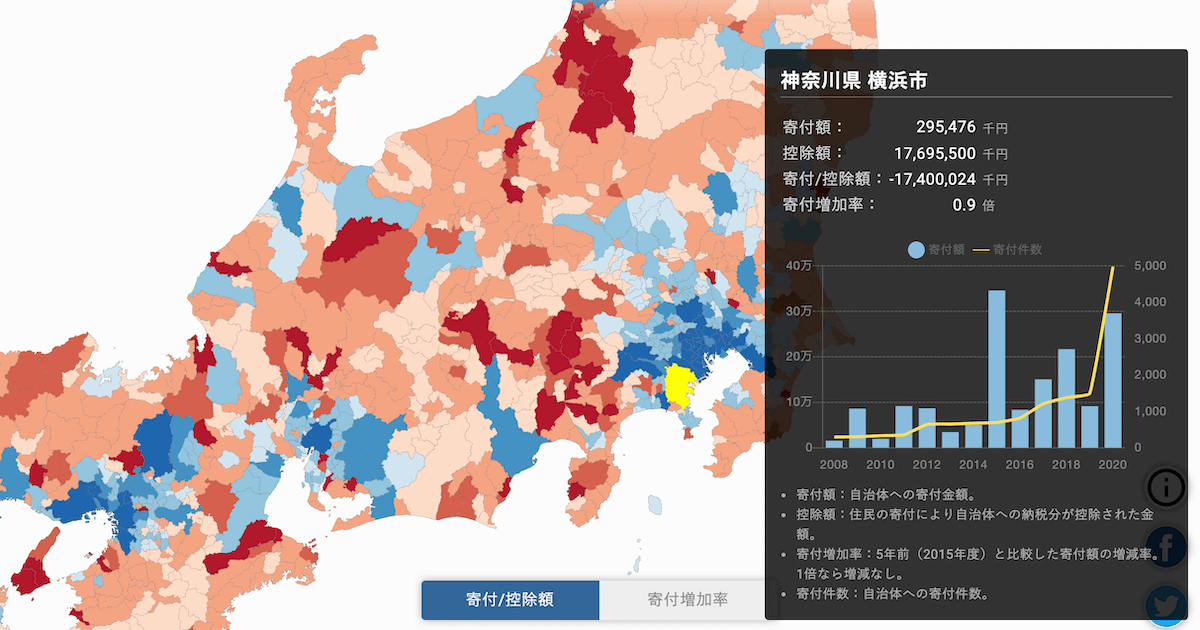 神奈川県 横浜市
寄付額： 295,476 千円
控除額： 17,695,500 千円
寄付/控除額： -17,400,024 千円
寄付増加率： 0.9 倍
寄付額 寄付件数
40万 5,000
4,000
30万
3,000
20万
2,000
10万
1,000
0 0
2008 2010 2012 2014 2016 2018 2020
• 寄付額：自治体への寄付金額。
• 控除額：住民の寄付により自治体への納税分が控除された金
額。
• 寄付増加率：5年前（2015年度）と比較した寄付額の増減率。
1倍なら増減なし。
• 寄付件数：自治体への寄付件数。
寄付/控除額 寄付増加率